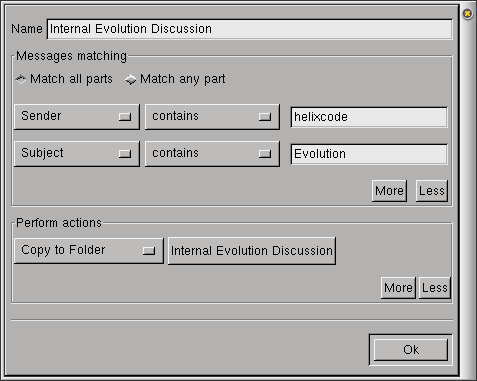 Name Internal Evolution Discussion
Messages matching
Match all parts Match any part
Sender contains helixcode
Subject contains Evolution
More Less
Perform actions
Copy to Folder Internal Evolution Discussion
More Less
Ok